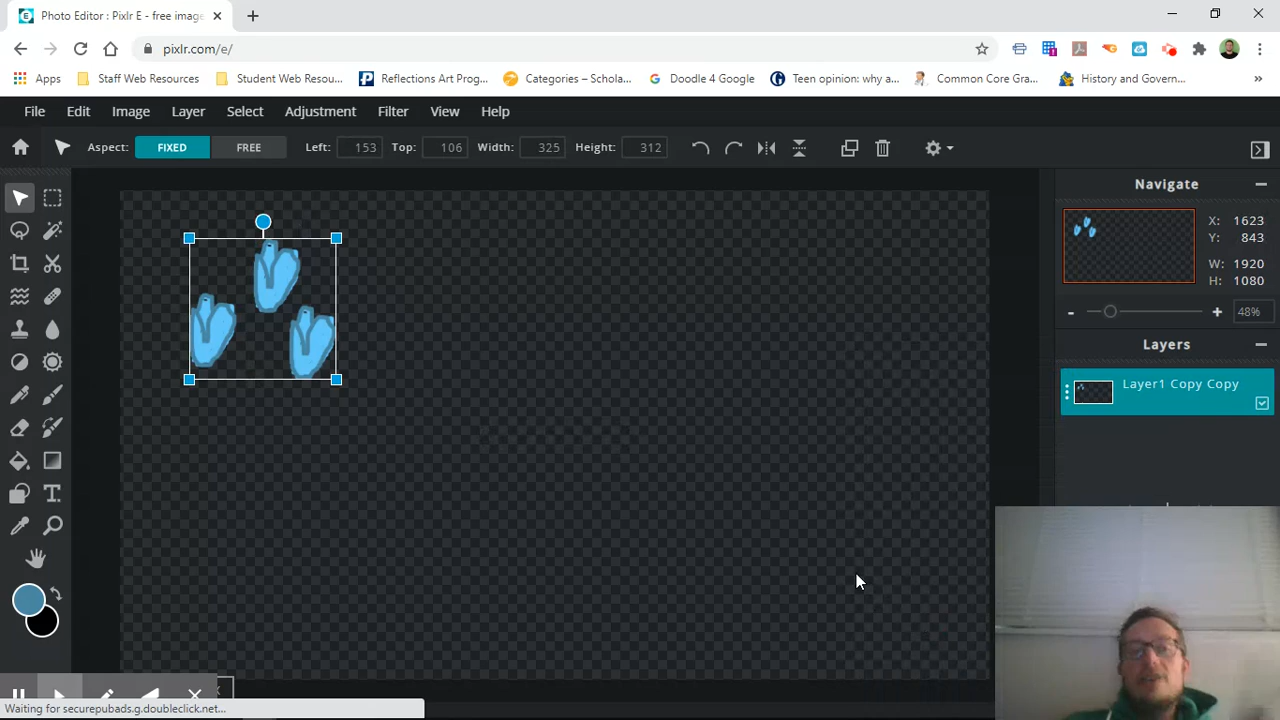 Photo Editor : Pixlr E - free image
pixlr.com/e/
Apps Staff Web Resources Student Web Resou... Reflections Art Prog... Categories – Schola... Doodle 4 Google Teen opinion: why a... Common Core Gra... History and Govern... »
File Edit Image Layer Select Adjustment Filter View Help
Aspect: FIXED FREE Left: 153 Top: 106 Width: 325 Height: 312
Navigate
X: 1623
Y: 843
W: 1920
H: 1080
- + 48%
Layers
Layer1 Copy Copy
Waiting for securepubads.g.doubleclick.net...